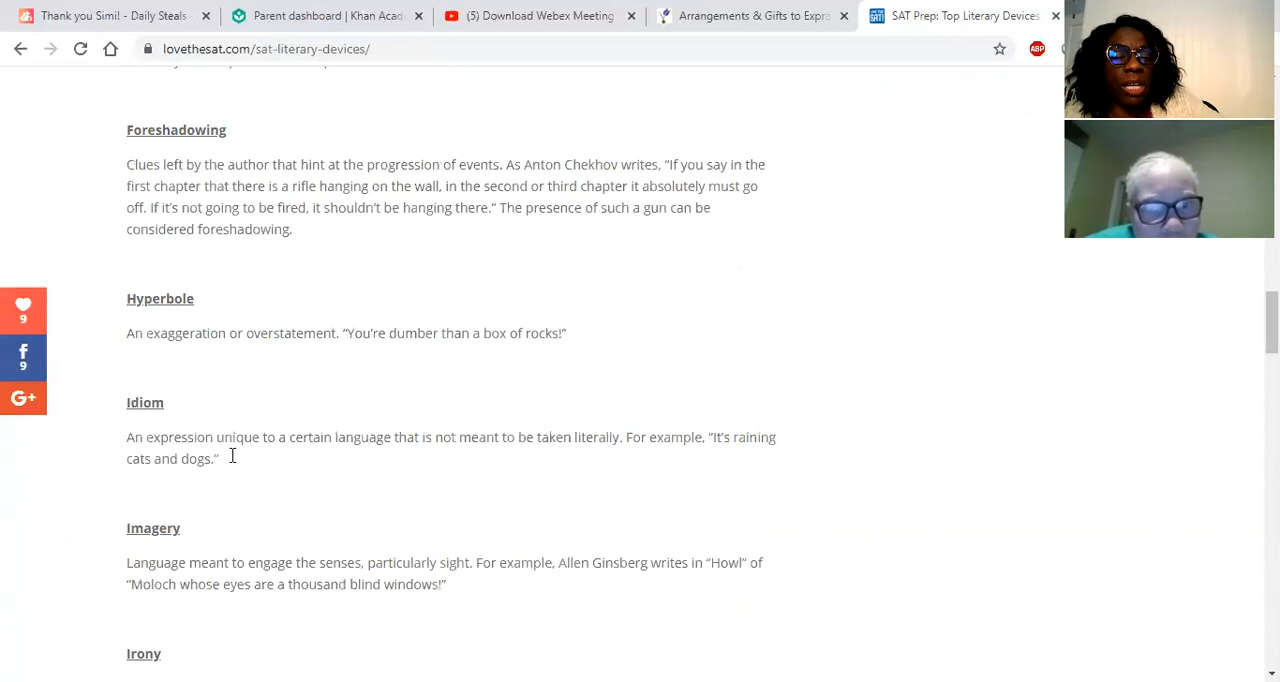 Thank you Simi! - Daily Steals
Parent dashboard | Khan Acad
(5) Download Webex Meeting
Arrangements & Gifts to Expre
SAT Prep: Top Literary Devices
lovethesat.com/sat-literary-devices/
ABP
Foreshadowing
Clues left by the author that hint at the progression of events. As Anton Chekhov writes, “If you say in the
first chapter that there is a rifle hanging on the wall, in the second or third chapter it absolutely must go
off. If it’s not going to be fired, it shouldn’t be hanging there.” The presence of such a gun can be
considered foreshadowing.
Hyperbole
An exaggeration or overstatement. “You’re dumber than a box of rocks!”
9
f
9
G+
Idiom
An expression unique to a certain language that is not meant to be taken literally. For example, “It’s raining
cats and dogs.”
Imagery
Language meant to engage the senses, particularly sight. For example, Allen Ginsberg writes in “Howl” of
“Moloch whose eyes are a thousand blind windows!”
Irony